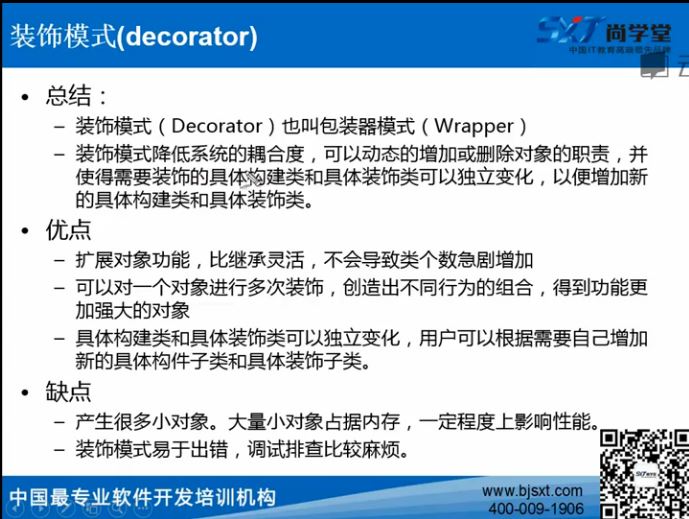 装饰模式(decorator)
SXT 尚学堂
中国IT教育高端领先品牌
云
• 总结：
– 装饰模式（Decorator）也叫包装器模式（Wrapper）
– 装饰模式降低系统的耦合度，可以动态的增加或删除对象的职责，并
使得需要装饰的具体构建类和具体装饰类可以独立变化，以便增加新
的具体构建类和具体装饰类。
• 优点
– 扩展对象功能，比继承灵活，不会导致类个数急剧增加
– 可以对一个对象进行多次装饰，创造出不同行为的组合，得到功能更
加强大的对象
– 具体构建类和具体装饰类可以独立变化，用户可以根据需要自己增加
新的具体构件子类和具体装饰子类。
• 缺点
– 产生很多小对象。大量小对象占据内存，一定程度上影响性能。
– 装饰模式易于出错，调试排查比较麻烦。
中国最专业软件开发培训机构
www.bjsxt.com
400-009-1906